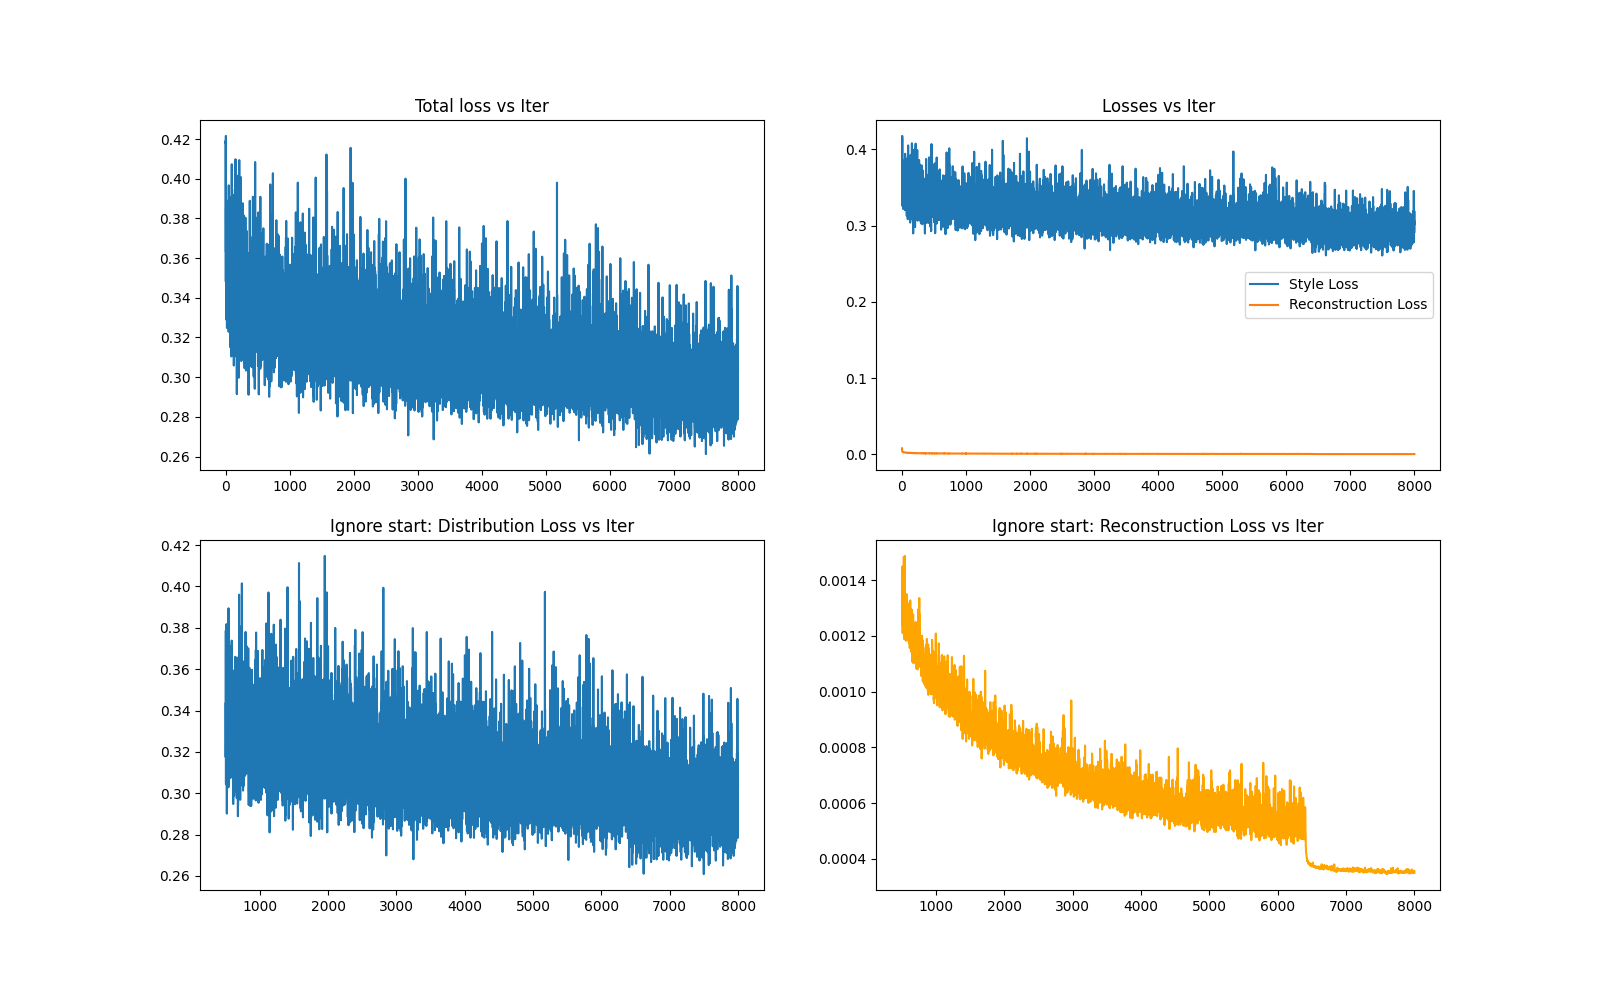 Total loss vs Iter
0.42
0.40
0.38
0.36
0.34
0.32
0.30
0.28
0.26
0 1000 2000 3000 4000 5000 6000 7000 8000
Losses vs Iter
0.4
0.3
0.2
0.1
0.0
Style Loss
Reconstruction Loss
0 1000 2000 3000 4000 5000 6000 7000 8000
Ignore start: Distribution Loss vs Iter
0.42
0.40
0.38
0.36
0.34
0.32
0.30
0.28
0.26
1000 2000 3000 4000 5000 6000 7000 8000
Ignore start: Reconstruction Loss vs Iter
0.0014
0.0012
0.0010
0.0008
0.0006
0.0004
1000 2000 3000 4000 5000 6000 7000 8000